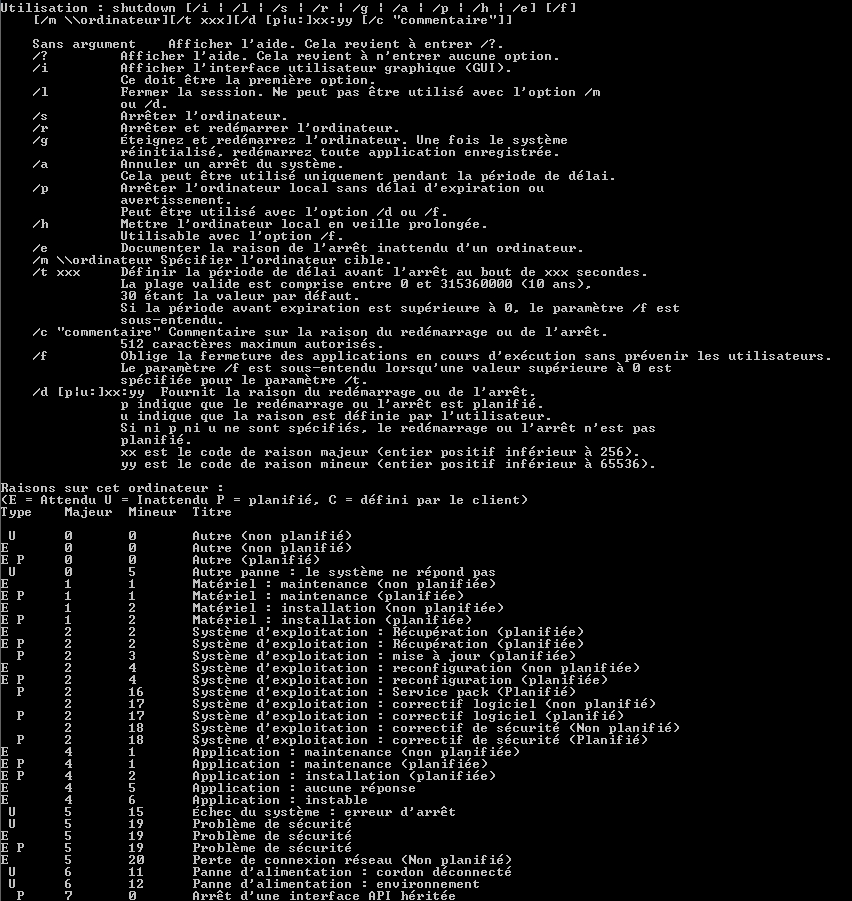 Utilisation : shutdown [/i ¦ /l ¦ /s ¦ /r ¦ /g ¦ /a ¦ /p ¦ /h ¦ /e] [/f]
[/m \\ordinateur][/t xxx][/d [p¦u:]xx:yy [/c "commentaire"]]
Sans argument    Afficher l'aide. Cela revient à entrer /?.
/?         Afficher l'aide. Cela revient à n'entrer aucune option.
/i         Afficher l'interface utilisateur graphique (GUI).
Ce doit être la première option.
/l         Fermer la session. Ne peut pas être utilisé avec l'option /m
ou /d.
/s         Arrêter l'ordinateur.
/r         Arrêter et redémarrer l'ordinateur.
/g         Éteignez et redémarrez l'ordinateur. Une fois le système
réinitialisé, redémarrez toute application enregistrée.
/a         Annuler un arrêt du système.
Cela peut être utilisé uniquement pendant la période de délai.
/p         Arrêter l'ordinateur local sans délai d'expiration ou
avertissement.
Peut être utilisé avec l'option /d ou /f.
/h         Mettre l'ordinateur local en veille prolongée.
Utilisable avec l'option /f.
/e         Documenter la raison de l'arrêt inattendu d'un ordinateur.
/m \\ordinateur Spécifier l'ordinateur cible.
/t xxx     Définir la période de délai avant l'arrêt au bout de xxx secondes.
La plage valide est comprise entre 0 et 315360000 (10 ans),
30 étant la valeur par défaut.
Si la période avant expiration est supérieure à 0, le paramètre /f est
sous-entendu.
/c "commentaire" Commentaire sur la raison du redémarrage ou de l'arrêt.
512 caractères maximum autorisés.
/f         Oblige la fermeture des applications en cours d'exécution sans prévenir les utilisateurs.
Le paramètre /f est sous-entendu lorsqu'une valeur supérieure à 0 est
spécifiée pour le paramètre /t.
/d [p¦u:]xx:yy  Fournit la raison du redémarrage ou de l'arrêt.
p indique que le redémarrage ou l'arrêt est planifié.
u indique que la raison est définie par l'utilisateur.
Si ni p ni u ne sont spécifiés, le redémarrage ou l'arrêt n'est pas
planifié.
xx est le code de raison majeur (entier positif inférieur à 256).
yy est le code de raison mineur (entier positif inférieur à 65536).
Raisons sur cet ordinateur :
(E = Attendu U = Inattendu P = planifié, C = défini par le client)
Type    Majeur  Mineur  Titre
U      0       0       Autre (non planifié)
E       0       0       Autre (non planifié)
E P     0       0       Autre (planifié)
U      0       5       Autre panne : le système ne répond pas
E       1       1       Matériel : maintenance (non planifiée)
E P     1       1       Matériel : maintenance (planifiée)
E       1       2       Matériel : installation (non planifiée)
E P     1       2       Matériel : installation (planifiée)
E       2       2       Système d'exploitation : Récupération (planifiée)
E P     2       2       Système d'exploitation : Récupération (planifiée)
P     2       3       Système d'exploitation : mise à jour (planifiée)
E       2       4       Système d'exploitation : reconfiguration (non planifiée)
E P     2       4       Système d'exploitation : reconfiguration (planifiée)
P     2       16      Système d'exploitation : Service pack (Planifié)
2       17      Système d'exploitation : correctif logiciel (non planifié)
P     2       17      Système d'exploitation : correctif logiciel (planifié)
2       18      Système d'exploitation : correctif de sécurité (Non planifié)
P     2       18      Système d'exploitation : correctif de sécurité (Planifié)
E       4       1       Application : maintenance (non planifiée)
E P     4       1       Application : maintenance (planifiée)
E P     4       2       Application : installation (planifiée)
E       4       5       Application : aucune réponse
E       4       6       Application : instable
U      5       15      Échec du système : erreur d'arrêt
U      5       19      Problème de sécurité
E       5       19      Problème de sécurité
E P     5       19      Problème de sécurité
E       5       20      Perte de connexion réseau (Non planifié)
U      6       11      Panne d'alimentation : cordon déconnecté
U      6       12      Panne d'alimentation : environnement
P     7       0       Arrêt d'une interface API héritée